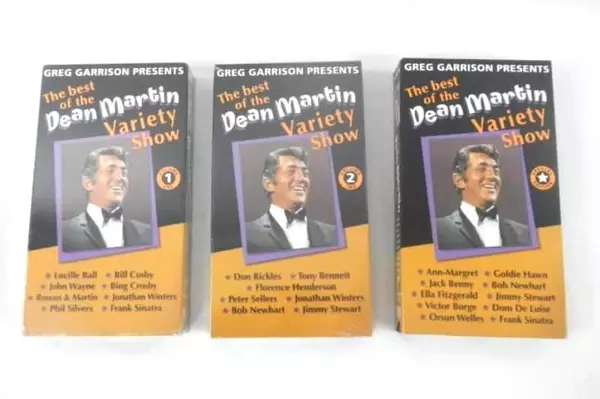 GREG GARRISON PRESENTS
The best
of the
Dean Martin
Variety
Show
1
★ Lucille Ball ★ Bill Cosby
★ John Wayne ★ Bing Crosby
★ Rowan & Martin ★ Jonathan Winters
★ Phil Silvers ★ Frank Sinatra
GREG GARRISON PRESENTS
The best
of the
Dean Martin
Variety
Show
2
★ Don Rickles ★ Tony Bennett
★ Florence Henderson
★ Peter Sellers ★ Jonathan Winters
★ Bob Newhart ★ Jimmy Stewart
GREG GARRISON PRESENTS
The best
of the
Dean Martin
Variety
Show
★ Ann-Margret ★ Goldie Hawn
★ Jack Benny ★ Bob Newhart
★ Ella Fitzgerald ★ Jimmy Stewart
★ Victor Borge ★ Dom De Luise
★ Orson Welles ★ Frank Sinatra